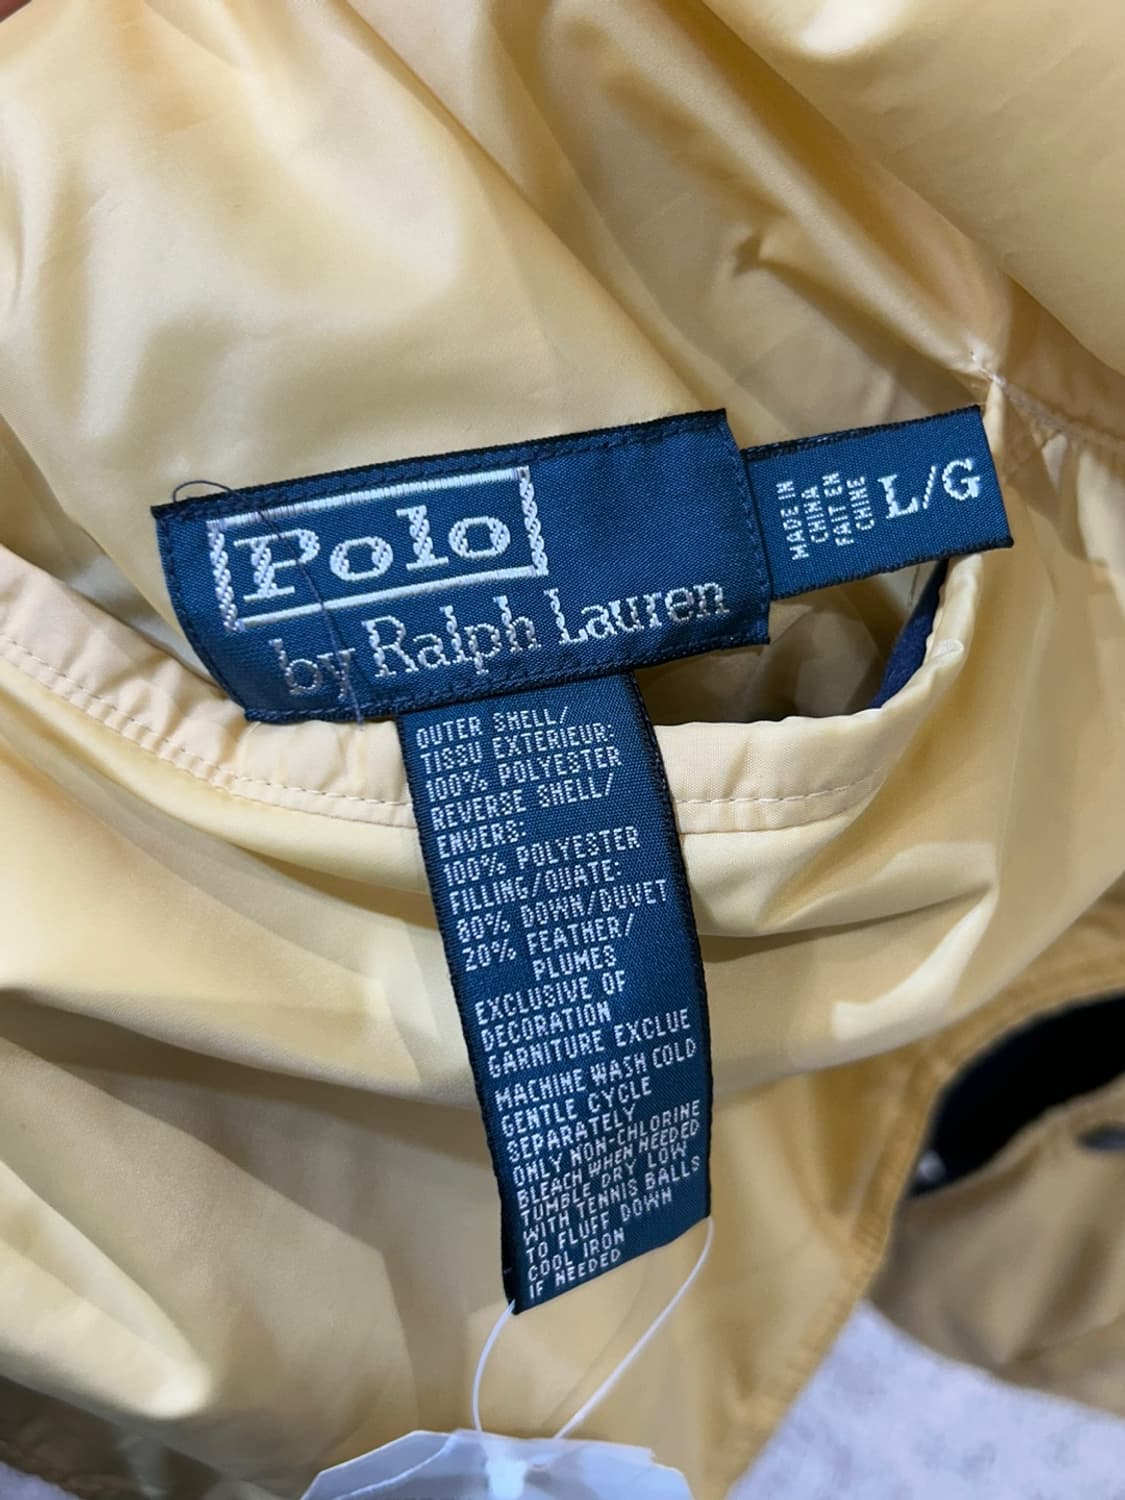 Polo
by Ralph Lauren
MADE IN
CHINA
FAIT EN
CHINE
L/G
OUTER SHELL/
TISSU EXTERIEUR:
100% POLYESTER
REVERSE SHELL/
ENVERS:
100% POLYESTER
FILLING/OUATE:
80% DOWN/DUVET
20% FEATHER/
PLUMES
EXCLUSIVE OF
DECORATION
GARNITURE EXCLUE
MACHINE WASH COLD
GENTLE CYCLE
SEPARATELY
ONLY NON-CHLORINE
BLEACH WHEN NEEDED
TUMBLE DRY LOW
WITH TENNIS BALLS
TO FLUFF DOWN
COOL IRON
IF NEEDED